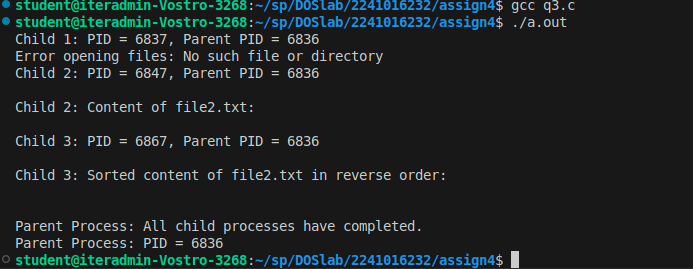 student@iteradmin-Vostro-3268:~/sp/DOSlab/2241016232/assign4$ gcc q3.c
student@iteradmin-Vostro-3268:~/sp/DOSlab/2241016232/assign4$ ./a.out
Child 1: PID = 6837, Parent PID = 6836
Error opening files: No such file or directory
Child 2: PID = 6847, Parent PID = 6836
Child 2: Content of file2.txt:
Child 3: PID = 6867, Parent PID = 6836
Child 3: Sorted content of file2.txt in reverse order:
Parent Process: All child processes have completed.
Parent Process: PID = 6836
student@iteradmin-Vostro-3268:~/sp/DOSlab/2241016232/assign4$